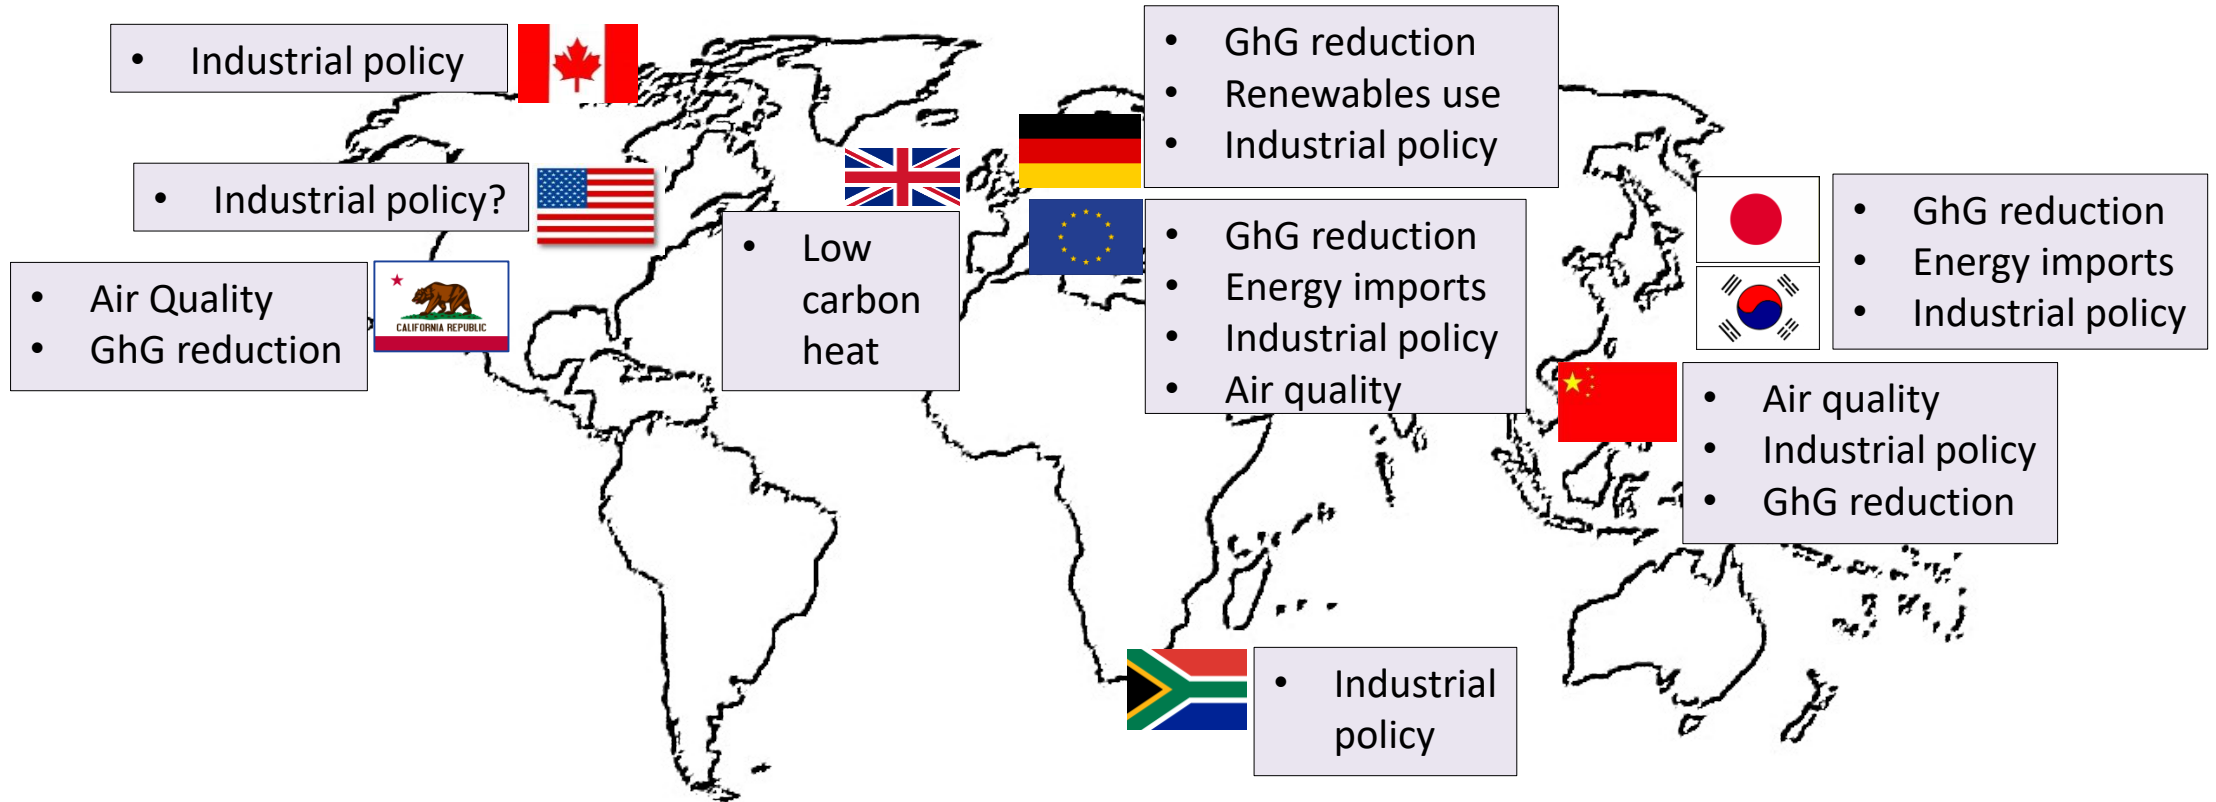 • Industrial policy
• Industrial policy?
• Air Quality
• GhG reduction
CALIFORNIA REPUBLIC
• Low
carbon
heat
• GhG reduction
• Renewables use
• Industrial policy
• GhG reduction
• Energy imports
• Industrial policy
• Air quality
• GhG reduction
• Energy imports
• Industrial policy
• Air quality
• Industrial policy
• GhG reduction
• Industrial
policy